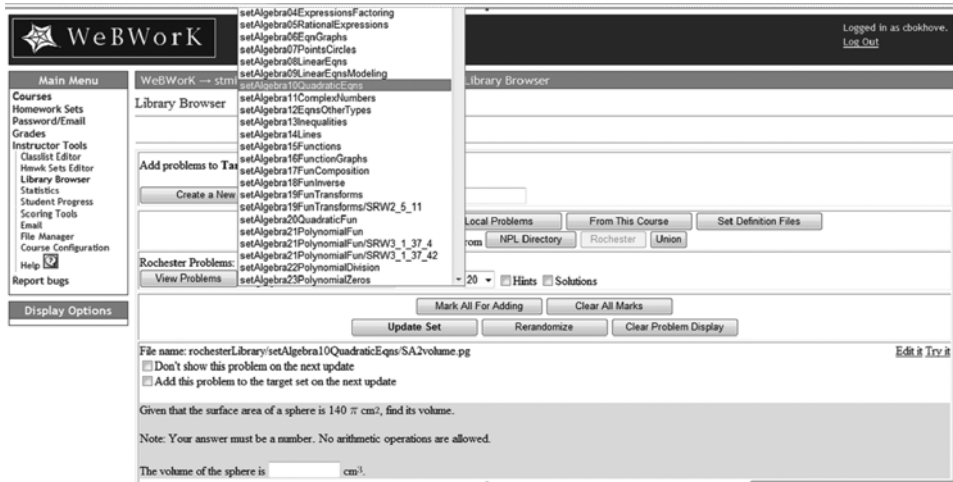 WeBWorK
Logged in as cbokhove.
Log Out
Main Menu
Courses
Homework Sets
Password/Email
Grades
Instructor Tools
Classlist Editor
Hmwk Sets Editor
Library Browser
Statistics
Student Progress
Scoring Tools
Email
File Manager
Course Configuration
Help ?
Report bugs
Display Options
WeBWorK → stmi
Library Browser
Library Browser
setAlgebra04ExpressionsFactoring
setAlgebra05RationalExpressions
setAlgebra06EqnGraphs
setAlgebra07PointsCircles
setAlgebra08LinearEqns
setAlgebra09LinearEqnsModeling
setAlgebra10QuadraticEqns
setAlgebra11ComplexNumbers
setAlgebra12EqnsOtherTypes
setAlgebra13Inequalities
setAlgebra14Lines
setAlgebra15Functions
setAlgebra16FunctionGraphs
setAlgebra17FunComposition
setAlgebra18FunInverse
setAlgebra19FunTransforms
setAlgebra19FunTransforms/SRW2_5_11
setAlgebra20QuadraticFun
setAlgebra21PolynomialFun
setAlgebra21PolynomialFun/SRW3_1_37_4
setAlgebra21PolynomialFun/SRW3_1_37_42
setAlgebra22PolynomialDivision
setAlgebra23PolynomialZeros
Add problems to Tar
Create a New
Local Problems From This Course Set Definition Files
rom NPL Directory Rochester Union
Rochester Problems:
View Problems 20 Hints Solutions
Mark All For Adding Clear All Marks
Update Set Rerandomize Clear Problem Display
File name: rochesterLibrary/setAlgebra10QuadraticEqns/SA2volume.pg Edit it Try it
Don't show this problem on the next update
Add this problem to the target set on the next update
Given that the surface area of a sphere is 140 π cm², find its volume.
Note: Your answer must be a number. No arithmetic operations are allowed.
The volume of the sphere is cm³.